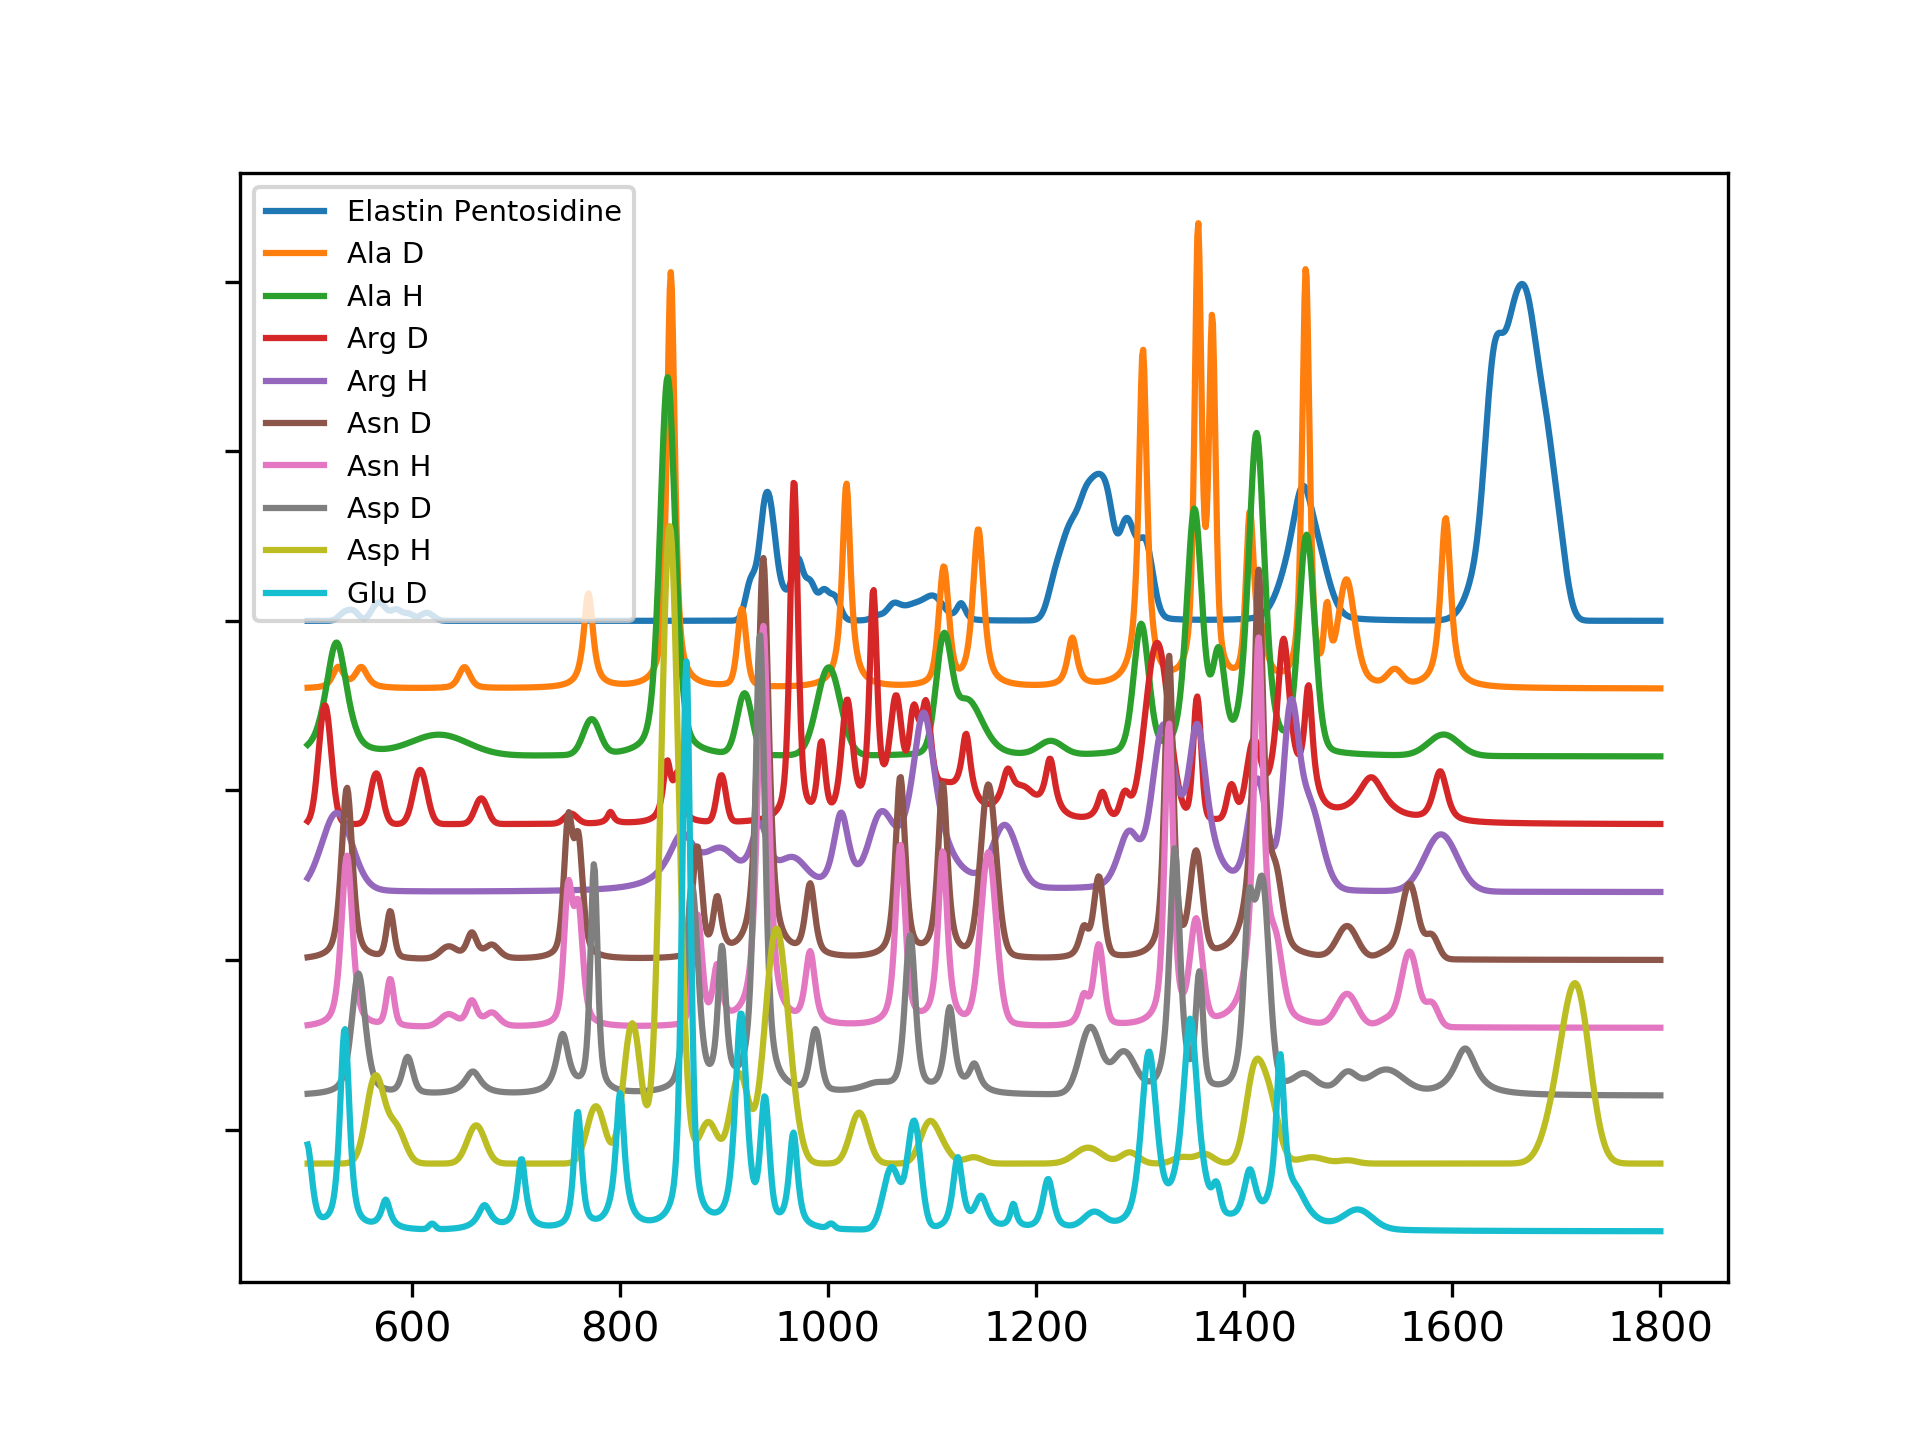 Elastin Pentosidine
Ala D
Ala H
Arg D
Arg H
Asn D
Asn H
Asp D
Asp H
Glu D
600 800 1000 1200 1400 1600 1800